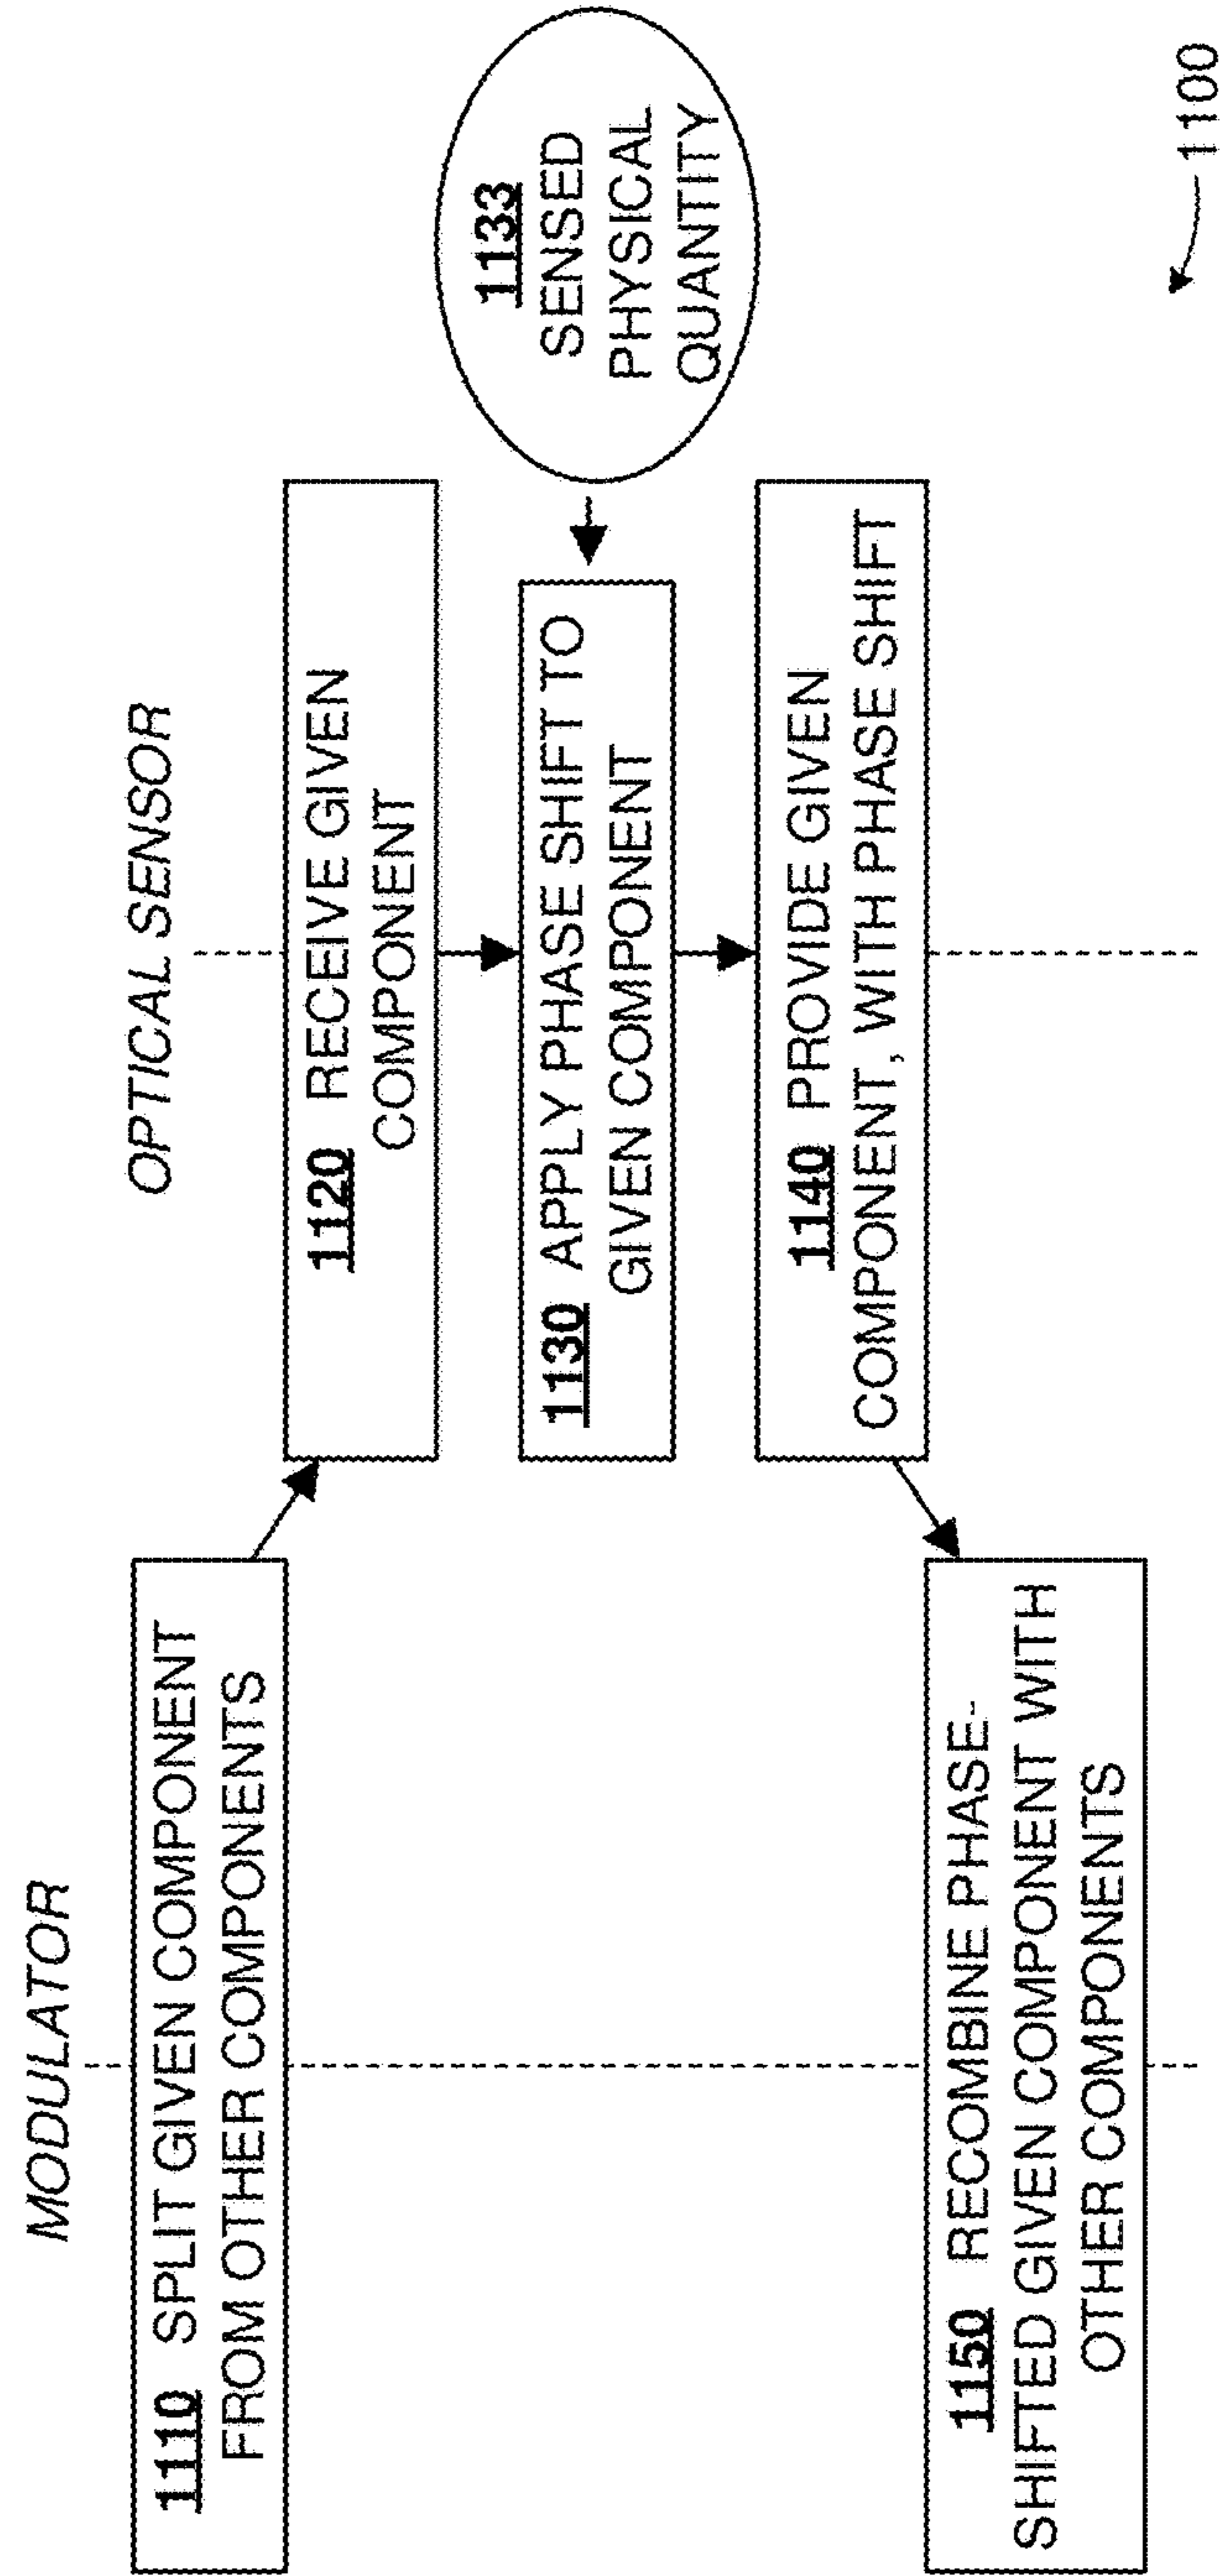 MODULATOR
OPTICAL SENSOR
1110 SPLIT GIVEN COMPONENT
FROM OTHER COMPONENTS
1120 RECEIVE GIVEN
COMPONENT
1130 APPLY PHASE SHIFT TO
GIVEN COMPONENT
1133
SENSED
PHYSICAL
QUANTITY
1140 PROVIDE GIVEN
COMPONENT, WITH PHASE SHIFT
1150 RECOMBINE PHASE-
SHIFTED GIVEN COMPONENT WITH
OTHER COMPONENTS
1100